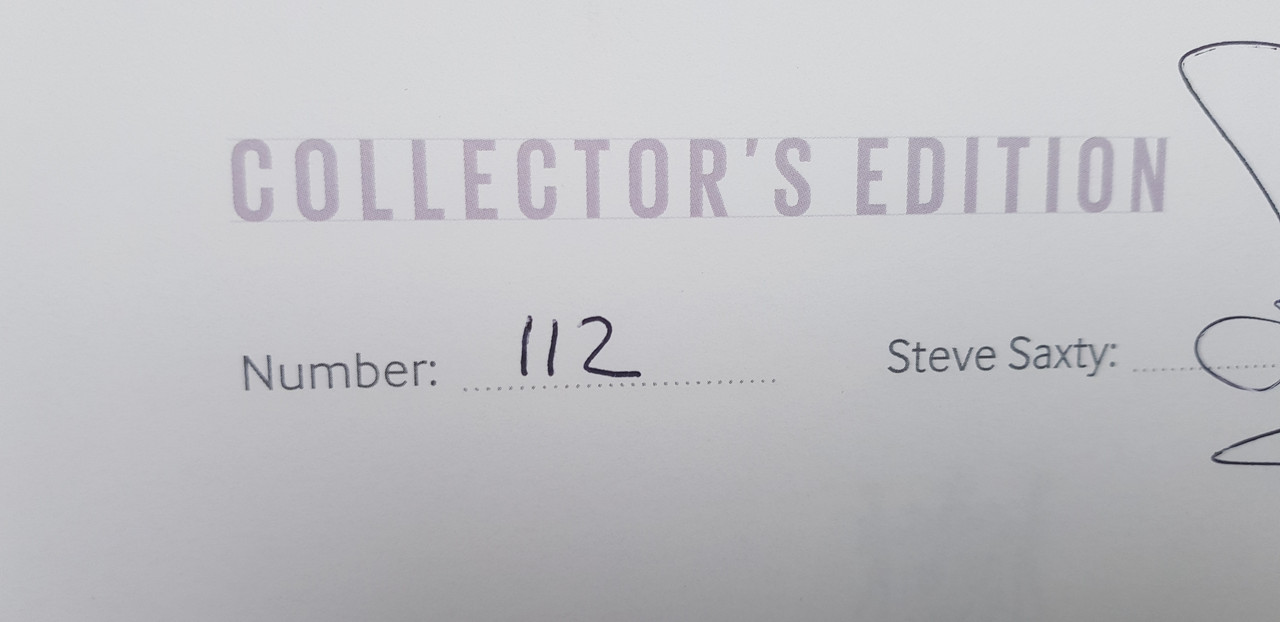 COLLECTOR'S EDITION
Number: 112 Steve Saxty: